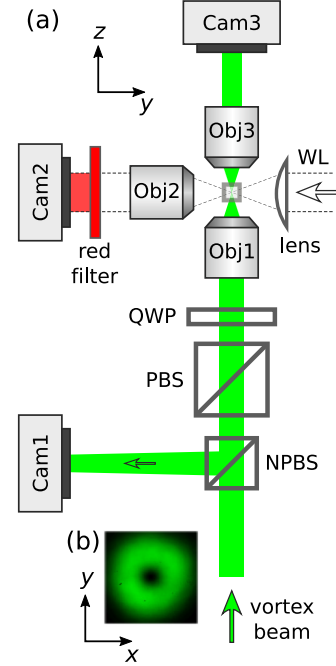 Cam3
(a)
z
y
Obj3
WL
Cam2
Obj2
lens
red
filter
Obj1
QWP
PBS
Cam1
NPBS
(b)
y
x
vortex
beam